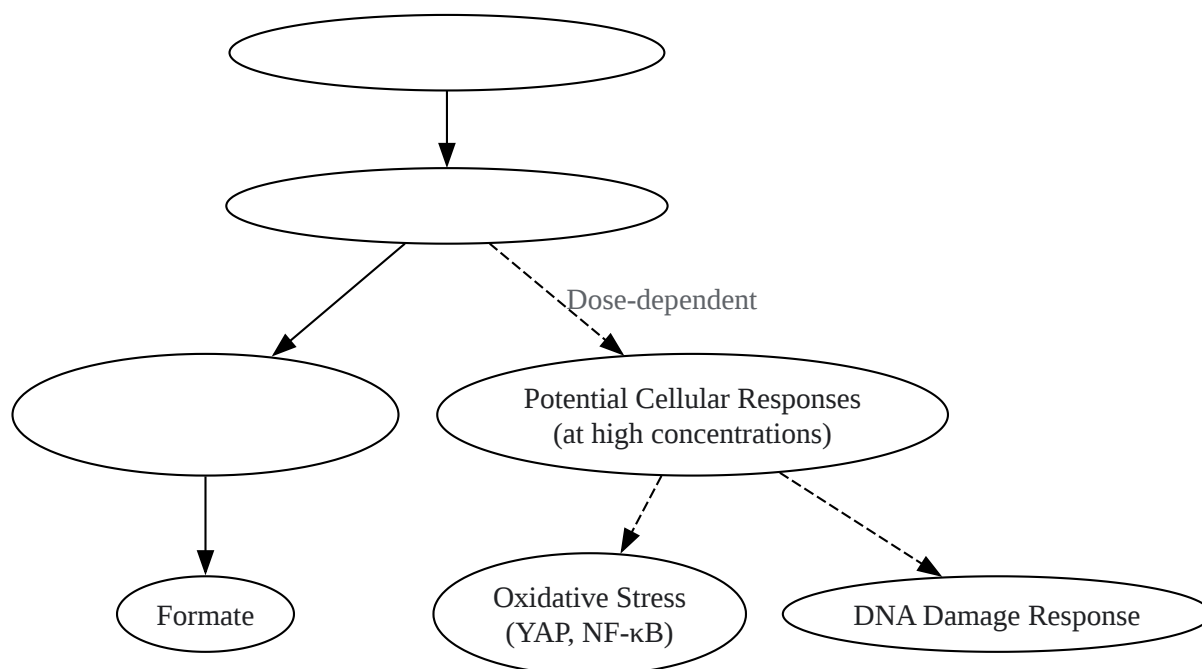 Dose-dependent
Potential Cellular Responses
(at high concentrations)
Formate
Oxidative Stress
(YAP, NF-κB)
DNA Damage Response